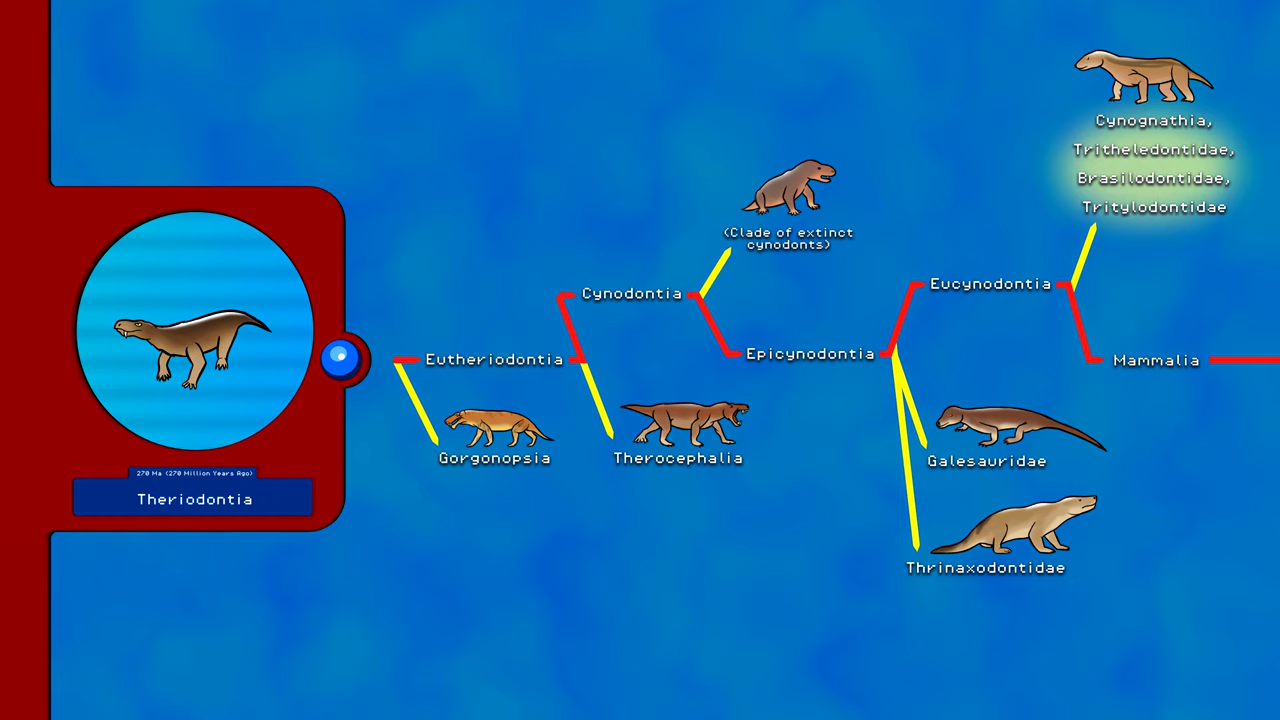 270 Ma (270 Million Years Ago)
Theriodontia
Eutheriodontia
Gorgonopsia
Cynodontia
Therocephalia
(Clade of extinct
cynodonts)
Epicynodontia
Eucynodontia
Galesauridae
Thrinaxodontidae
Cynognathia,
Tritheledontidae,
Brasilodontidae,
Tritylodontidae
Mammalia